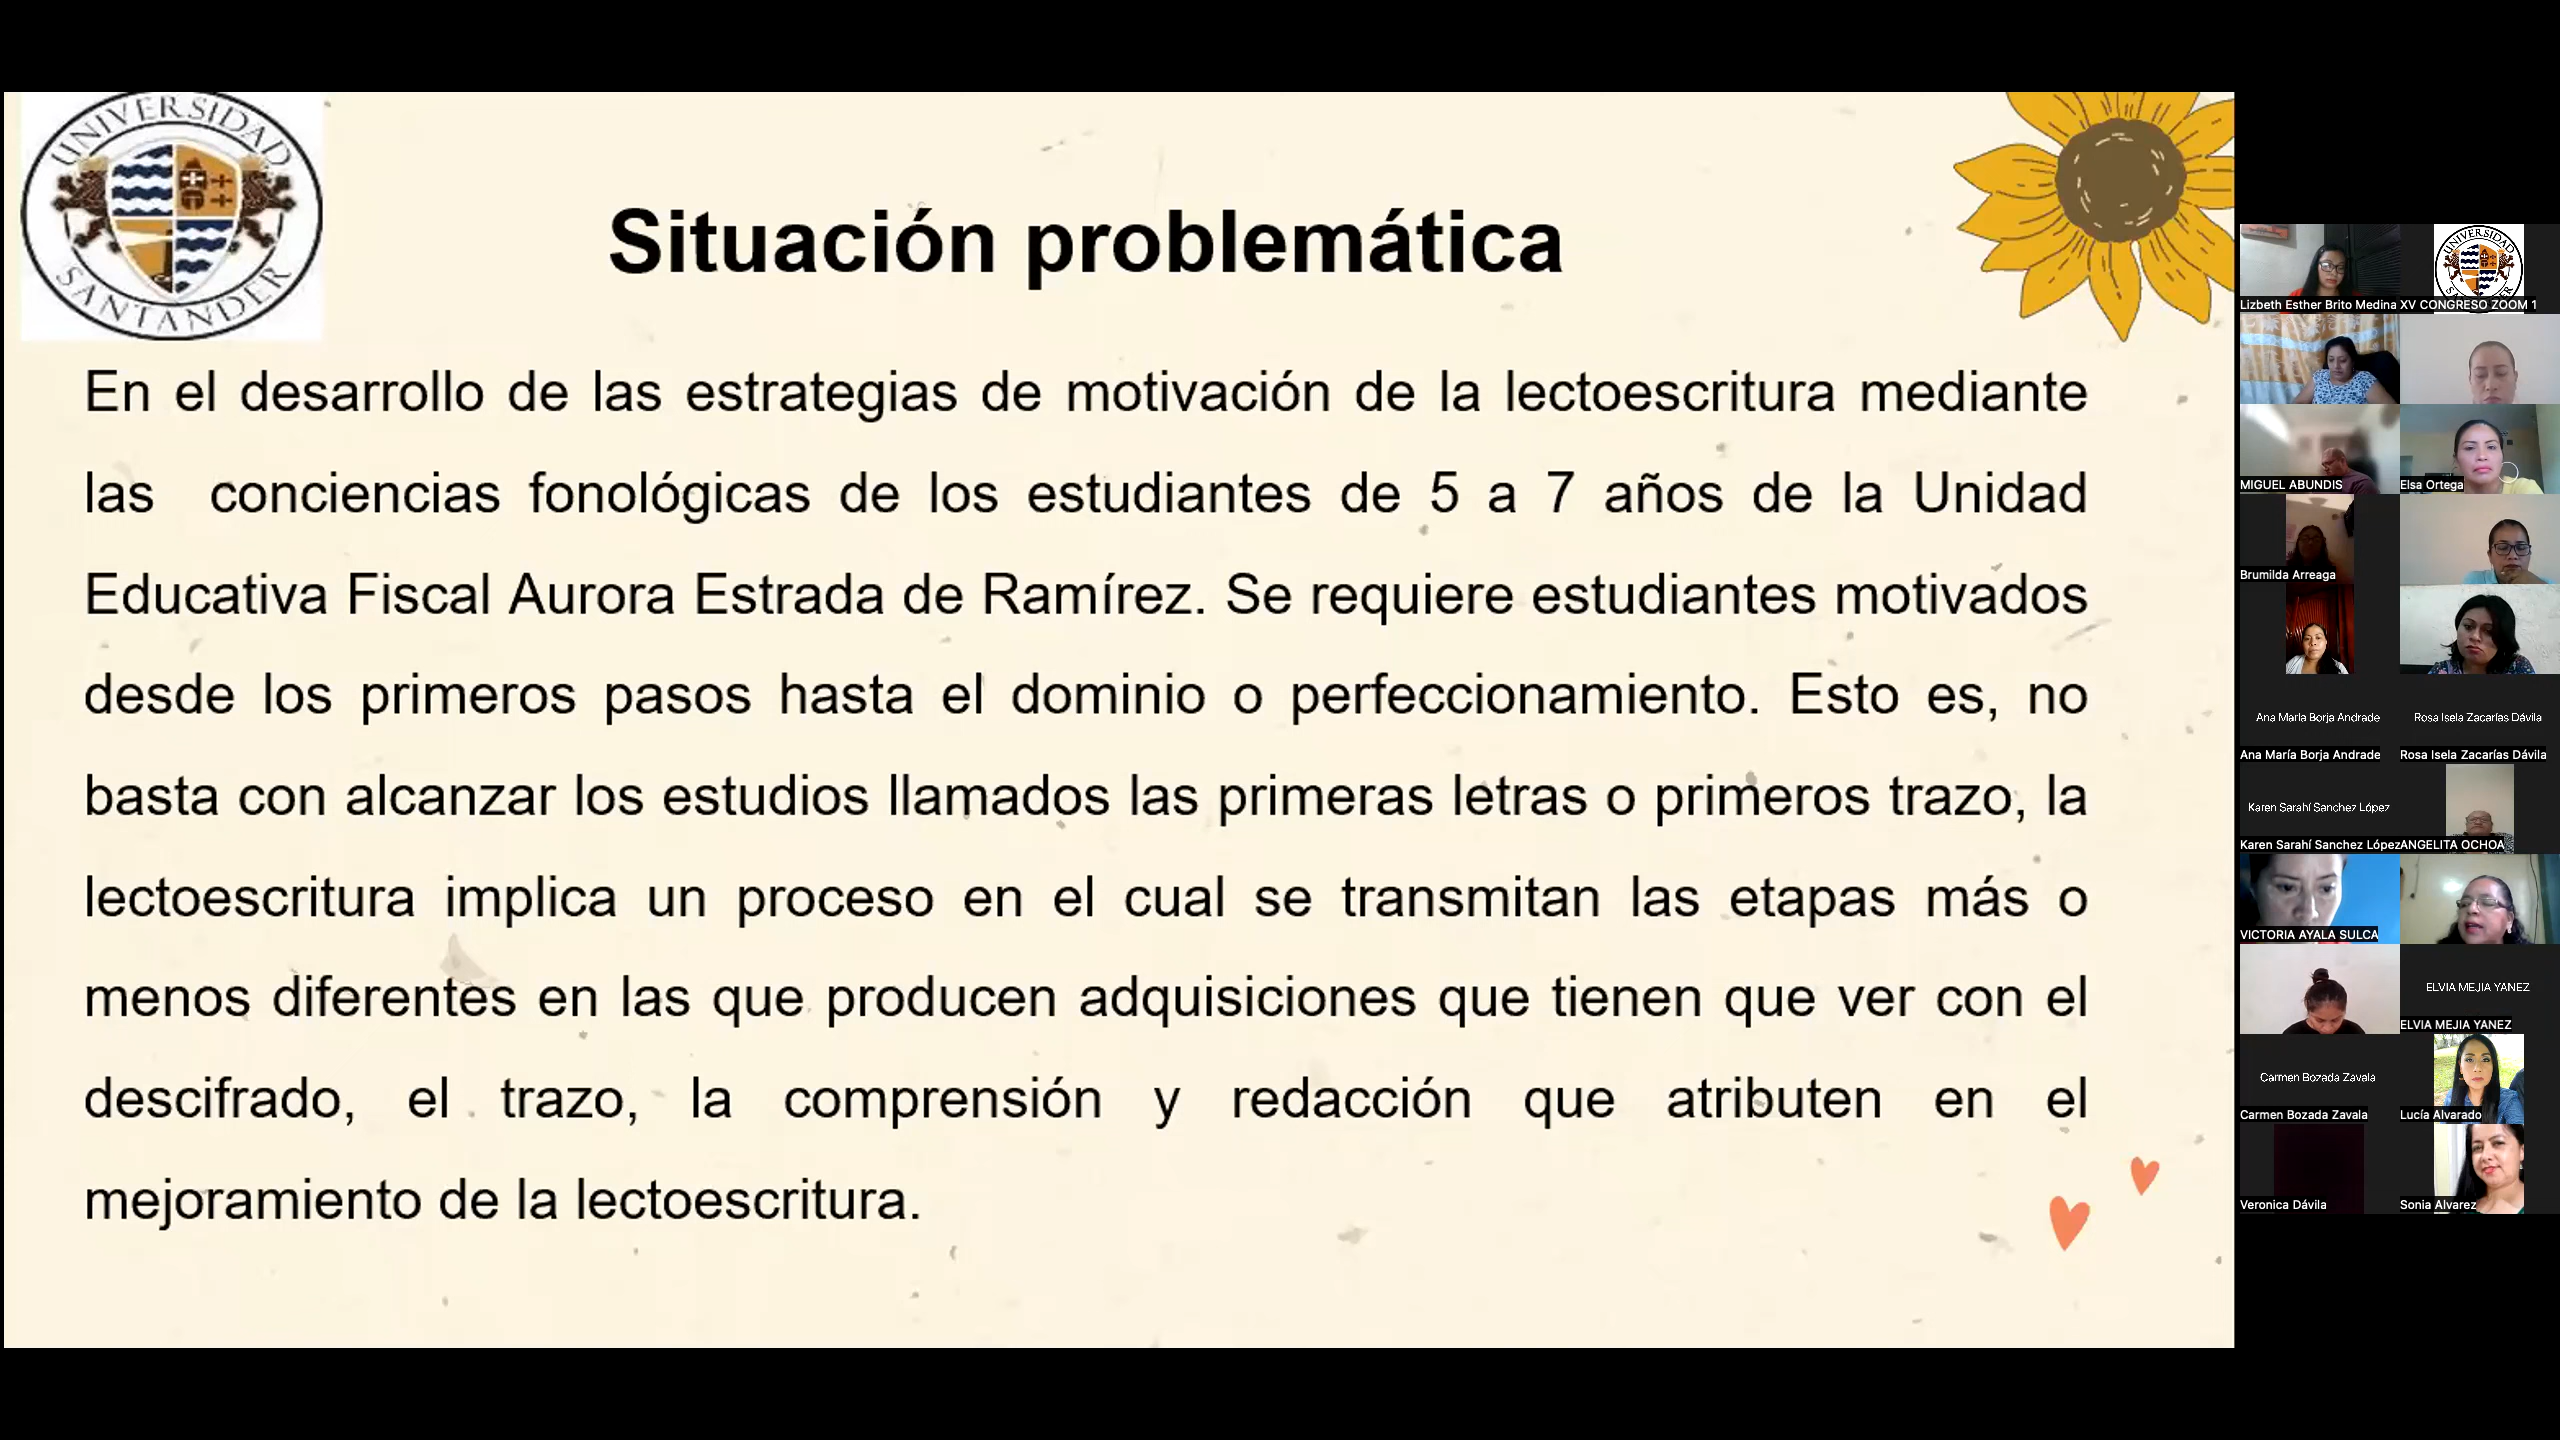 UNIVERSIDAD
SANTANDER
Situación problemática
En el desarrollo de las estrategias de motivación de la lectoescritura mediante
las conciencias fonológicas de los estudiantes de 5 a 7 años de la Unidad
Educativa Fiscal Aurora Estrada de Ramírez. Se requiere estudiantes motivados
desde los primeros pasos hasta el dominio o perfeccionamiento. Esto es, no
basta con alcanzar los estudios llamados las primeras letras o primeros trazo, la
lectoescritura implica un proceso en el cual se transmitan las etapas más o
menos diferentes en las que producen adquisiciones que tienen que ver con el
descifrado, el trazo, la comprensión y redacción que atributen en el
mejoramiento de la lectoescritura.
UNIVERSIDAD
Lizbeth Esther Brito Medina
XV CONGRESO ZOOM 1
MIGUEL ABUNDIS
Elsa Ortega
Brumilda Arreaga
Ana María Borja Andrade
Rosa Isela Zacarías Dávila
Ana María Borja Andrade
Rosa Isela Zacarías Dávila
Karen Sarahí Sanchez López
Karen Sarahí Sanchez López
ANGELITA OCHOA
VICTORIA AYALA SULCA
ELVIA MEJIA YANEZ
ELVIA MEJIA YANEZ
Carmen Bozada Zavala
Carmen Bozada Zavala
Lucía Alvarado
Veronica Dávila
Sonia Alvarez